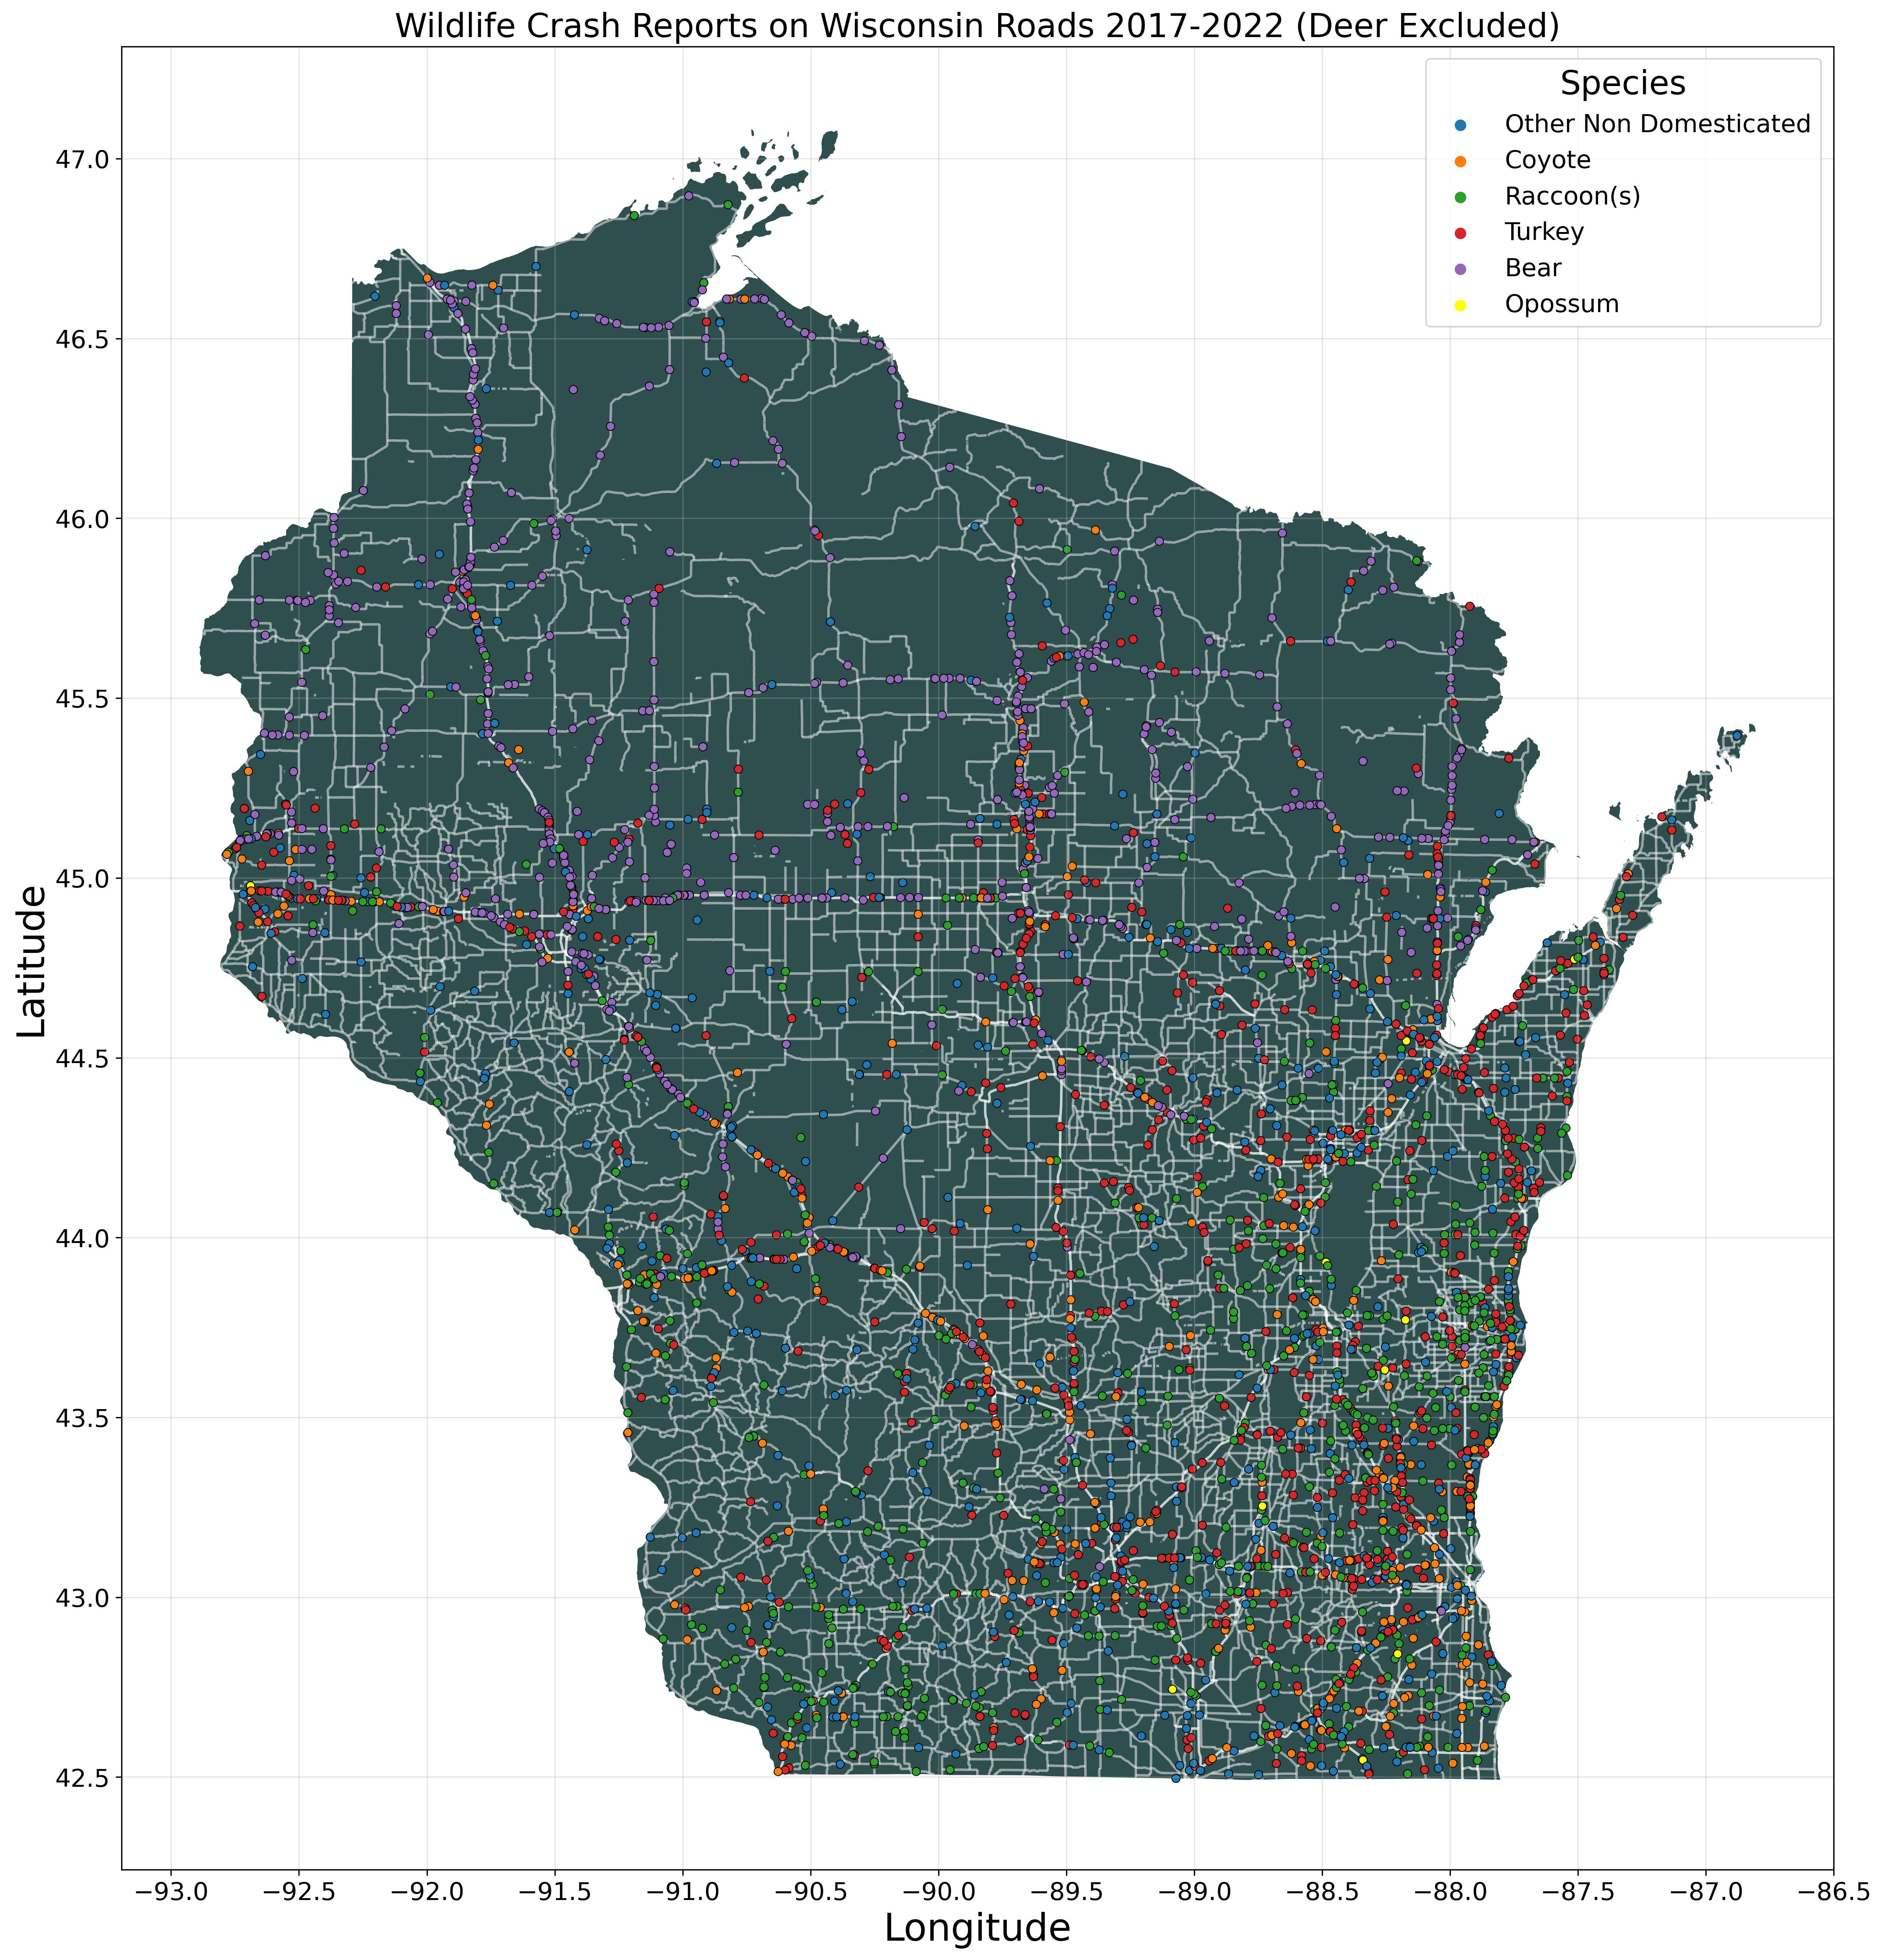 Wildlife Crash Reports on Wisconsin Roads 2017-2022 (Deer Excluded)
Species
Other Non Domesticated
Coyote
Raccoon(s)
Turkey
Bear
Opossum
47.0
46.5
46.0
45.5
45.0
44.5
44.0
43.5
43.0
42.5
Latitude
−93.0 −92.5 −92.0 −91.5 −91.0 −90.5 −90.0 −89.5 −89.0 −88.5 −88.0 −87.5 −87.0 −86.5
Longitude